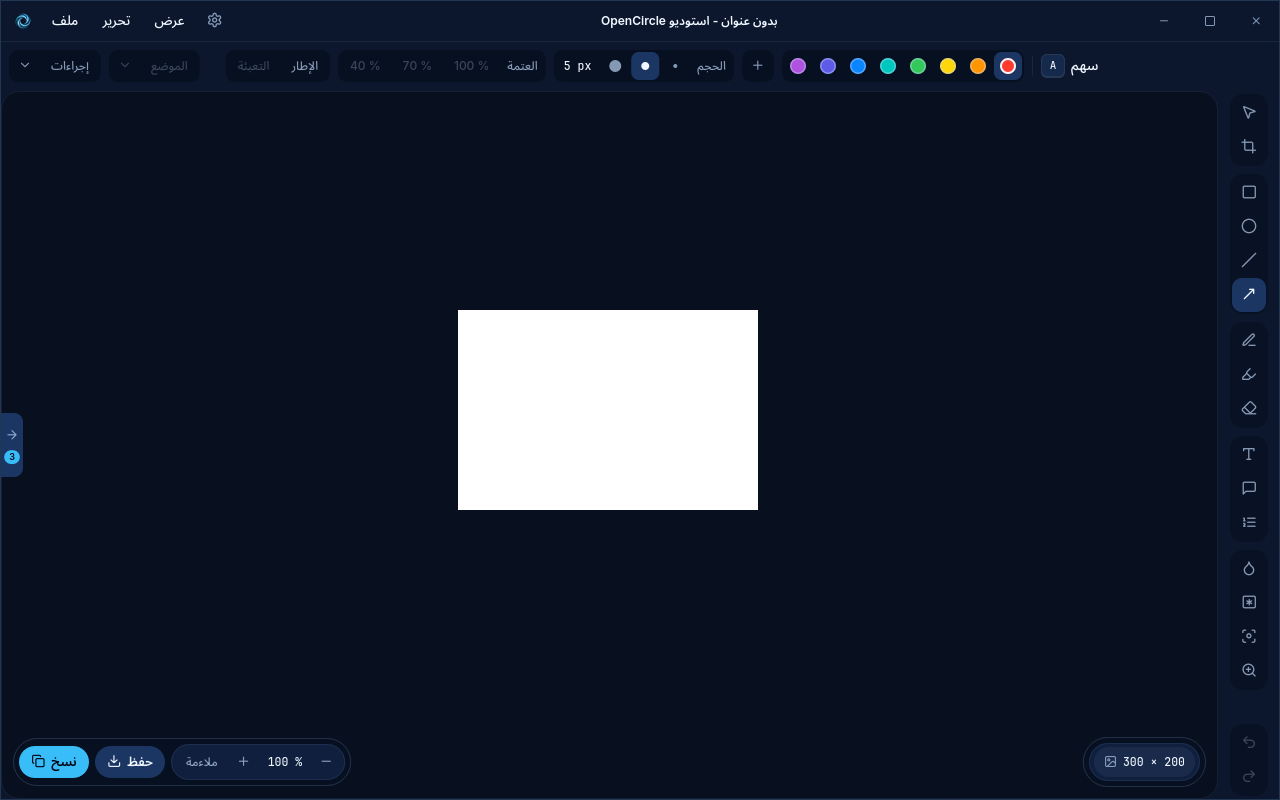 ملف
تحرير
عرض
بدون عنوان - استوديو OpenCircle
سهم
A
الحجم
5 px
العتمة
100 %
70 %
40 %
الإطار
التعبئة
الموضع
إجراءات
3
300 × 200
100 %
ملاءمة
حفظ
نسخ